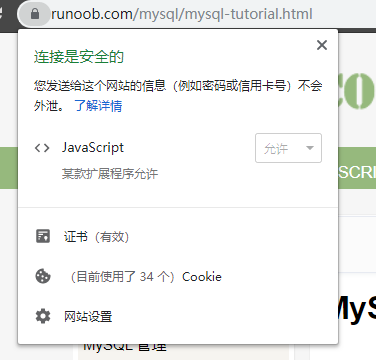 runoob.com/mysql/mysql-tutorial.html
连接是安全的
您发送给这个网站的信息（例如密码或信用卡号）不会
外泄。 了解详情
JavaScript
允许
某款扩展程序允许
SCRI
证书（有效）
（目前使用了 34 个）Cookie
MySQL
网站设置
MySQL 管理